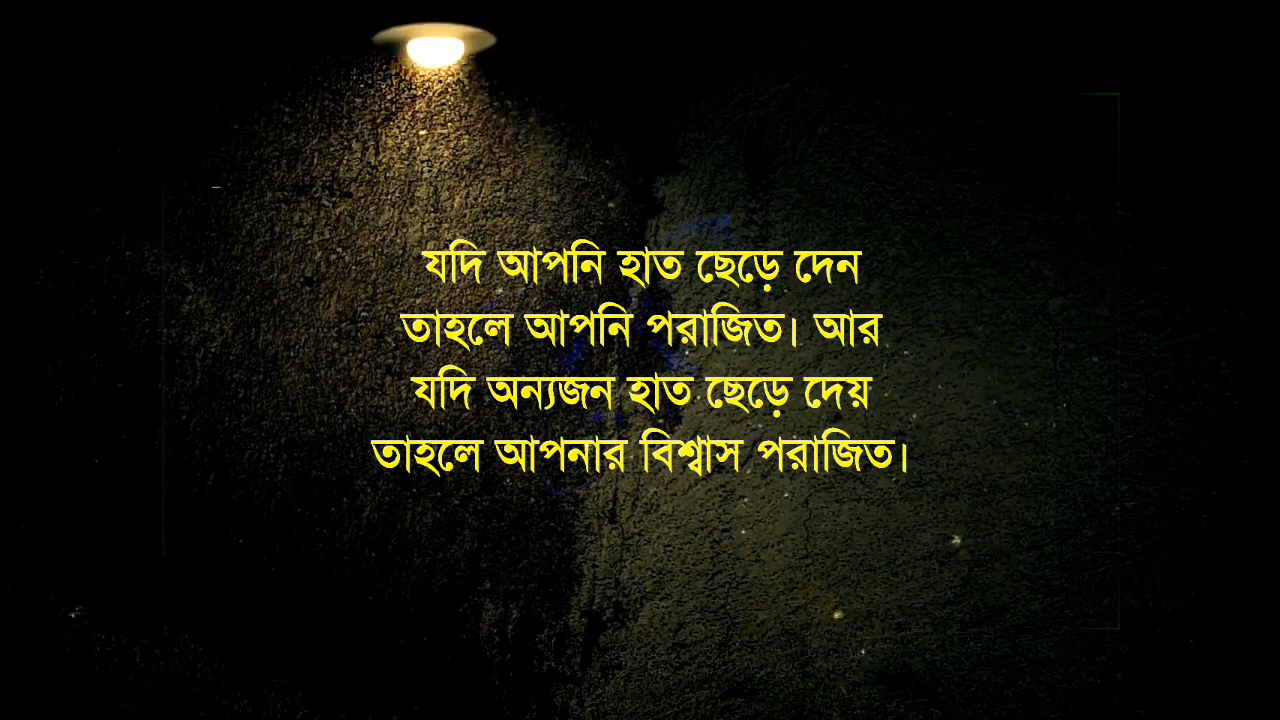 যদি আপনি হাত ছেড়ে দেন
তাহলে আপনি পরাজিত। আর
যদি অন্যজন হাত ছেড়ে দেয়
তাহলে আপনার বিশ্বাস পরাজিত।